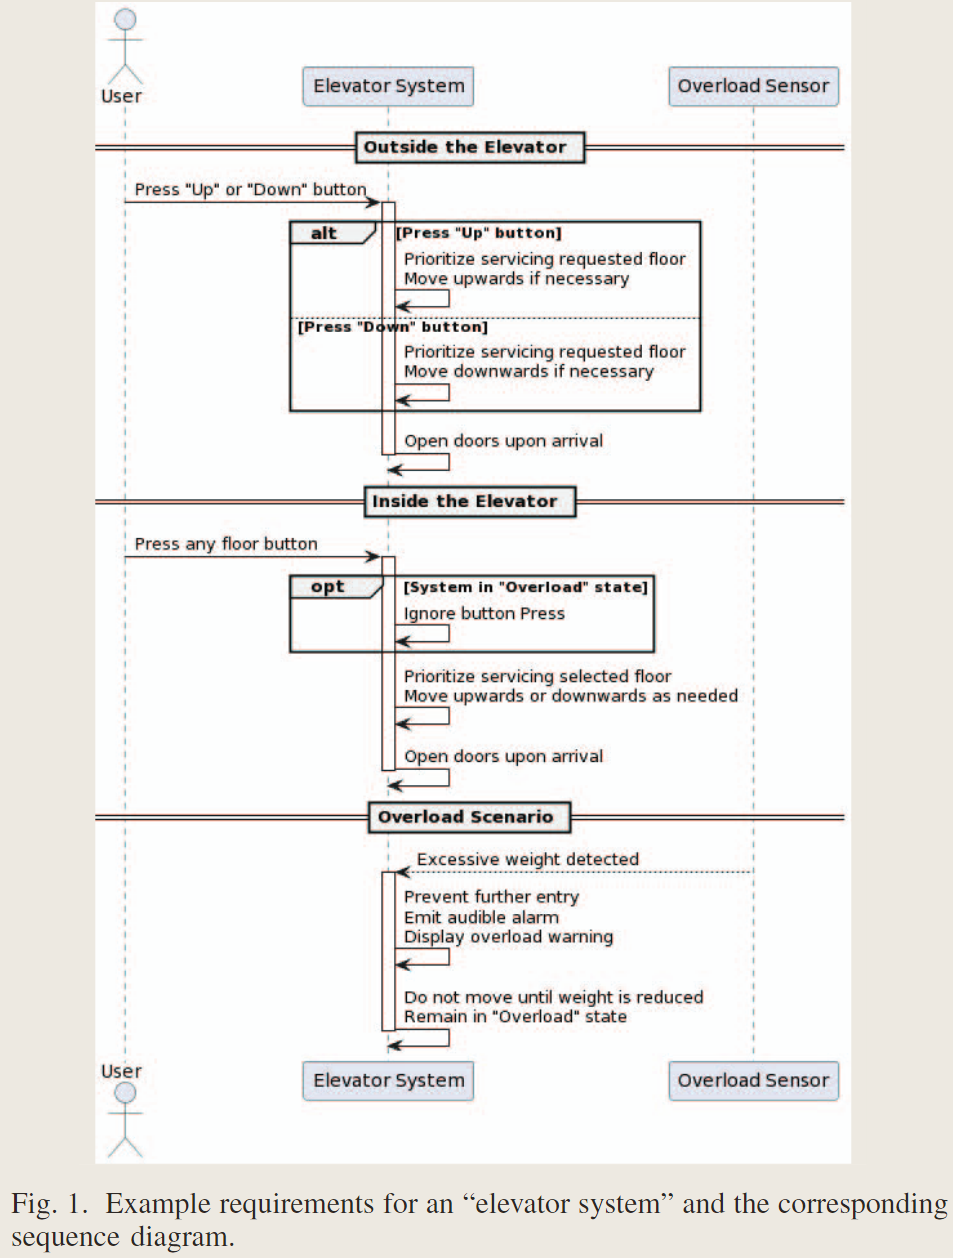 User
Elevator System
Overload Sensor
Outside the Elevator
Press "Up" or "Down" button
alt
[Press "Up" button]
Prioritize servicing requested floor
Move upwards if necessary
[Press "Down" button]
Prioritize servicing requested floor
Move downwards if necessary
Open doors upon arrival
Inside the Elevator
Press any floor button
opt
[System in "Overload" state]
Ignore button Press
Prioritize servicing selected floor
Move upwards or downwards as needed
Open doors upon arrival
Overload Scenario
Excessive weight detected
Prevent further entry
Emit audible alarm
Display overload warning
Do not move until weight is reduced
Remain in "Overload" state
User
Elevator System
Overload Sensor
Fig. 1. Example requirements for an “elevator system” and the corresponding
sequence diagram.